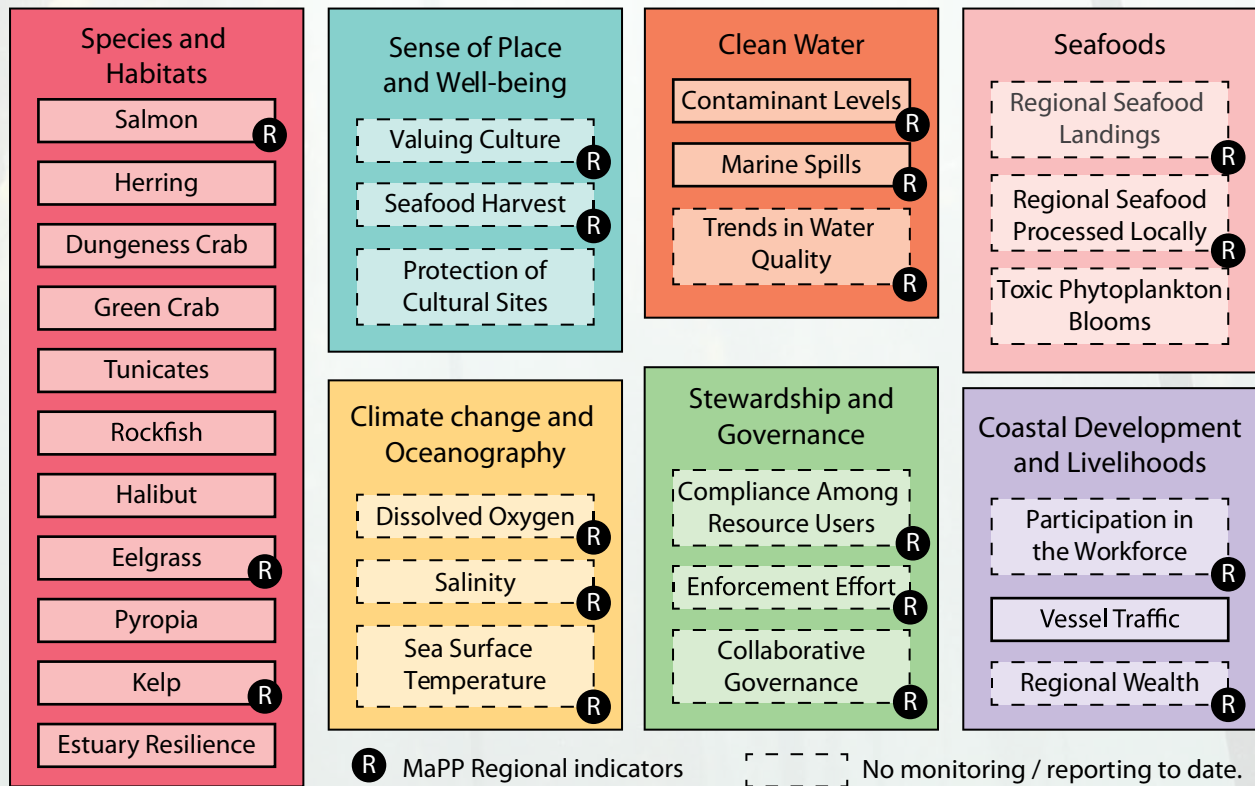 Species and
Habitats
Salmon
R
Herring
Dungeness Crab
Green Crab
Tunicates
Rockfish
Halibut
Eelgrass
R
Pyropia
Kelp
R
Estuary Resilience
Sense of Place
and Well-being
Valuing Culture
R
Seafood Harvest
R
Protection of
Cultural Sites
Clean Water
Contaminant Levels
R
Marine Spills
R
Trends in Water
Quality
R
Seafoods
Regional Seafood
Landings
R
Regional Seafood
Processed Locally
R
Toxic Phytoplankton
Blooms
Climate change and
Oceanography
Dissolved Oxygen
R
Salinity
R
Sea Surface
Temperature
R
Stewardship and
Governance
Compliance Among
Resource Users
R
Enforcement Effort
R
Collaborative
Governance
R
Coastal Development
and Livelihoods
Participation in
the Workforce
R
Vessel Traffic
Regional Wealth
R
R MaPP Regional indicators
No monitoring / reporting to date.